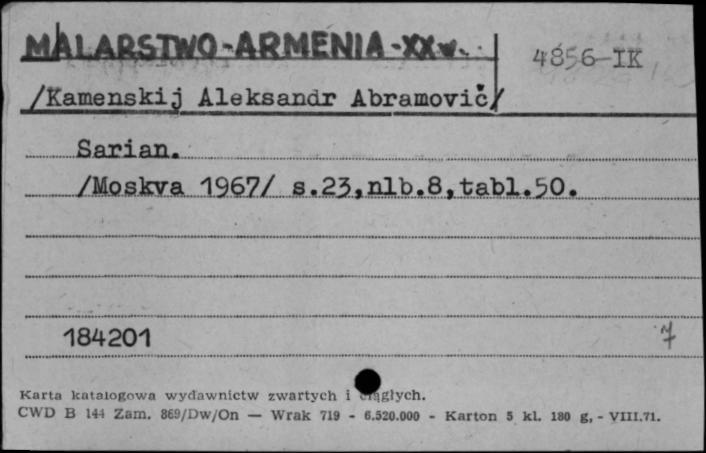 MALARSTWO-ARMENIA-XX w.
4856-IK
/Kamenskij Aleksandr Abramovič/
Sarian.
/Moskva 1967/ s.23,nlb.8,tabl.50.
184201
7
Karta katalogowa wydawnictw zwartych i ciągłych.
CWD B 144 Zam. 869/Dw/On — Wrak 719 - 6.520.000 - Karton 5 kl. 180 g, - VIII.71.